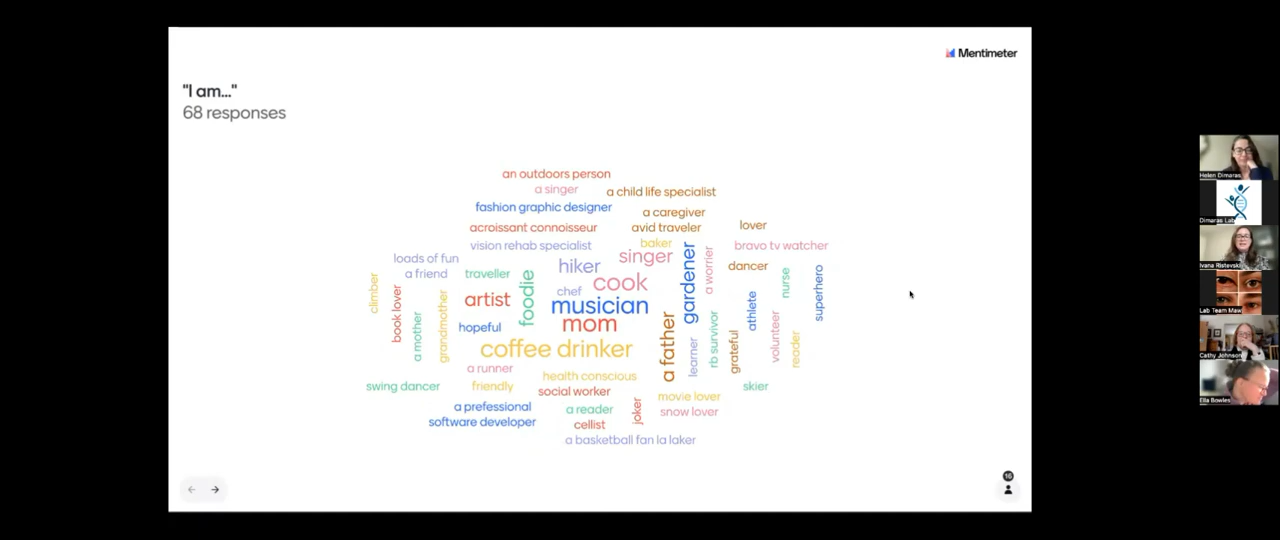 Mentimeter
"I am..."
68 responses
an outdoors person
a singer
a child life specialist
fashion graphic designer
a caregiver
acroissant connoisseur
avid traveler
lover
vision rehab specialist
baker
bravo tv watcher
loads of fun
singer
hiker
dancer
a friend
traveller
cook
gardener
a worrier
nurse
superhero
climber
book lover
a mother
grandmother
artist
foodie
chef
musician
athlete
hopeful
mom
a father
learner
rb survivor
grateful
volunteer
reader
coffee drinker
a runner
health conscious
swing dancer
friendly
social worker
skier
movie lover
a prefessional
a reader
joker
snow lover
software developer
cellist
a basketball fan la laker
16
Helen Dimaras
Dimaras Lab
Ivana Ristevski
Lab Team Maw
Cathy Johnson
Ella Bowles